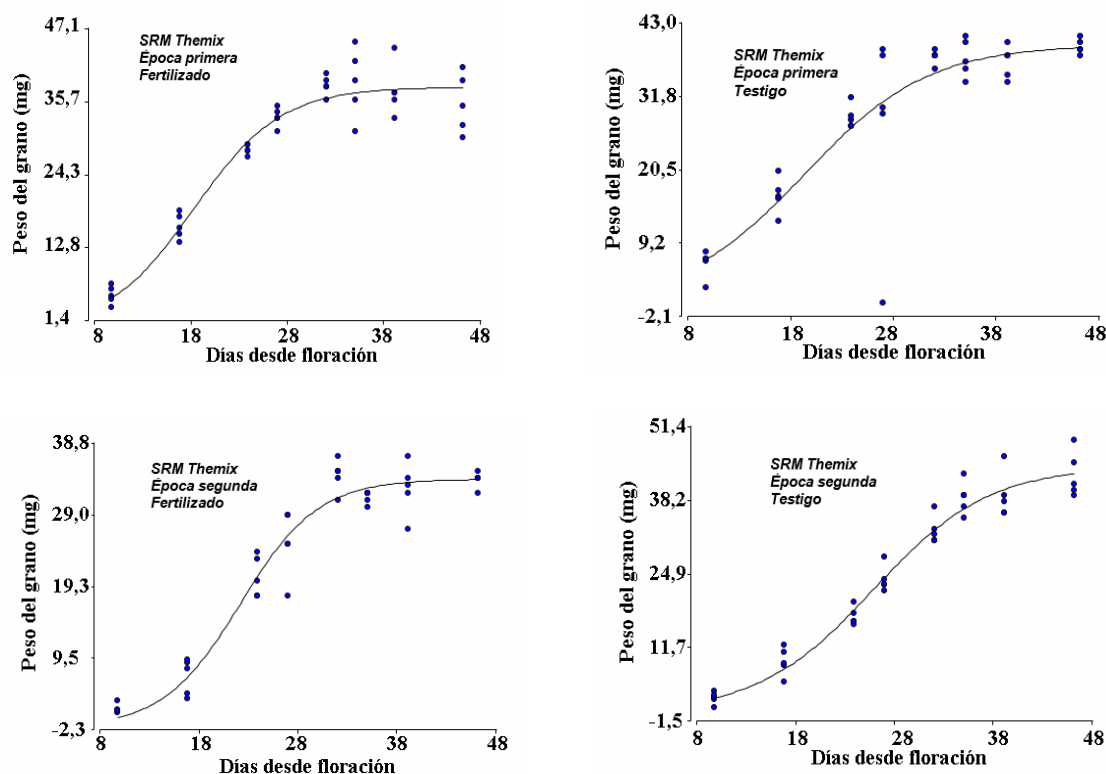 47,1
35,7
24,3
12,8
1,4
Peso del grano (mg)
SRM Themix
Época primera
Fertilizado
8 18 28 38 48
Días desde floración
43,0
31,8
20,5
9,2
-2,1
Peso del grano (mg)
SRM Themix
Época primera
Testigo
8 18 28 38 48
Días desde floración
38,8
29,0
19,3
9,5
-2,3
Peso del grano (mg)
SRM Themix
Época segunda
Fertilizado
8 18 28 38 48
Días desde floración
51,4
38,2
24,9
11,7
-1,5
Peso del grano (mg)
SRM Themix
Época segunda
Testigo
8 18 28 38 48
Días desde floración